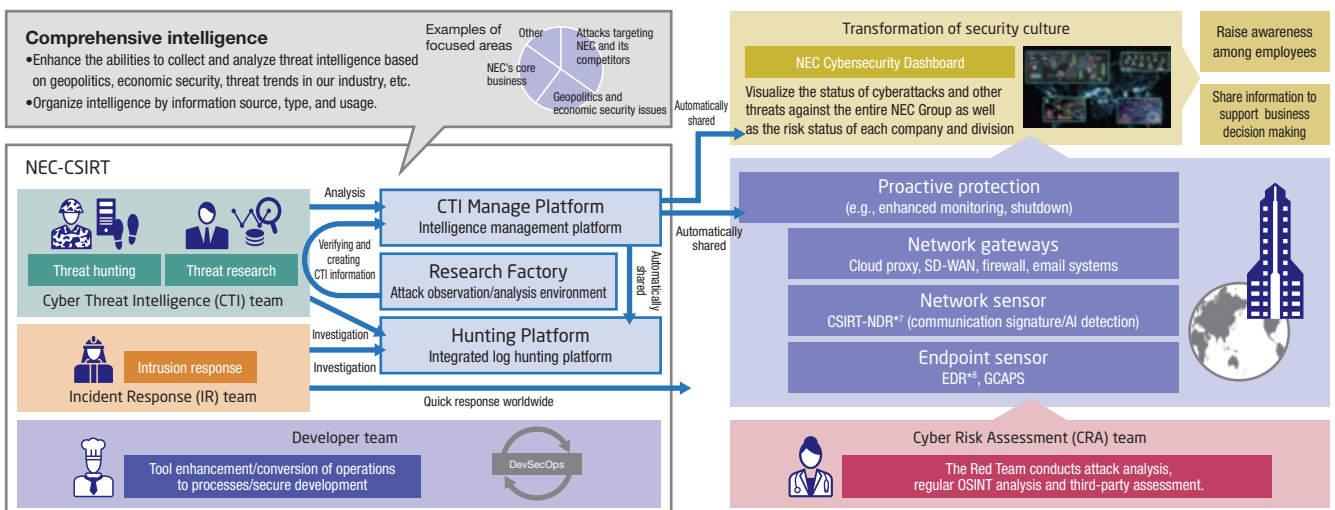 Comprehensive intelligence
•Enhance the abilities to collect and analyze threat intelligence based
on geopolitics, economic security, threat trends in our industry, etc.
•Organize intelligence by information source, type, and usage.
Examples of
focused areas
Other
Attacks targeting
NEC and its
competitors
NEC's core
business
Geopolitics and
economic security issues
NEC-CSIRT
Threat hunting
Threat research
Cyber Threat Intelligence (CTI) team
Intrusion response
Incident Response (IR) team
Analysis
Verifying and
creating
CTI information
Investigation
Investigation
Quick response worldwide
CTI Manage Platform
Intelligence management platform
Research Factory
Attack observation/analysis environment
Hunting Platform
Integrated log hunting platform
Automatically
shared
Automatically
shared
Automatically
shared
Developer team
Tool enhancement/conversion of operations
to processes/secure development
DevSecOps
Transformation of security culture
NEC Cybersecurity Dashboard
Visualize the status of cyberattacks and other
threats against the entire NEC Group as well
as the risk status of each company and division
Raise awareness
among employees
Share information to
support business
decision making
Proactive protection
(e.g., enhanced monitoring, shutdown)
Network gateways
Cloud proxy, SD-WAN, firewall, email systems
Network sensor
CSIRT-NDR*7 (communication signature/AI detection)
Endpoint sensor
EDR*8, GCAPS
Cyber Risk Assessment (CRA) team
The Red Team conducts attack analysis,
regular OSINT analysis and third-party assessment.